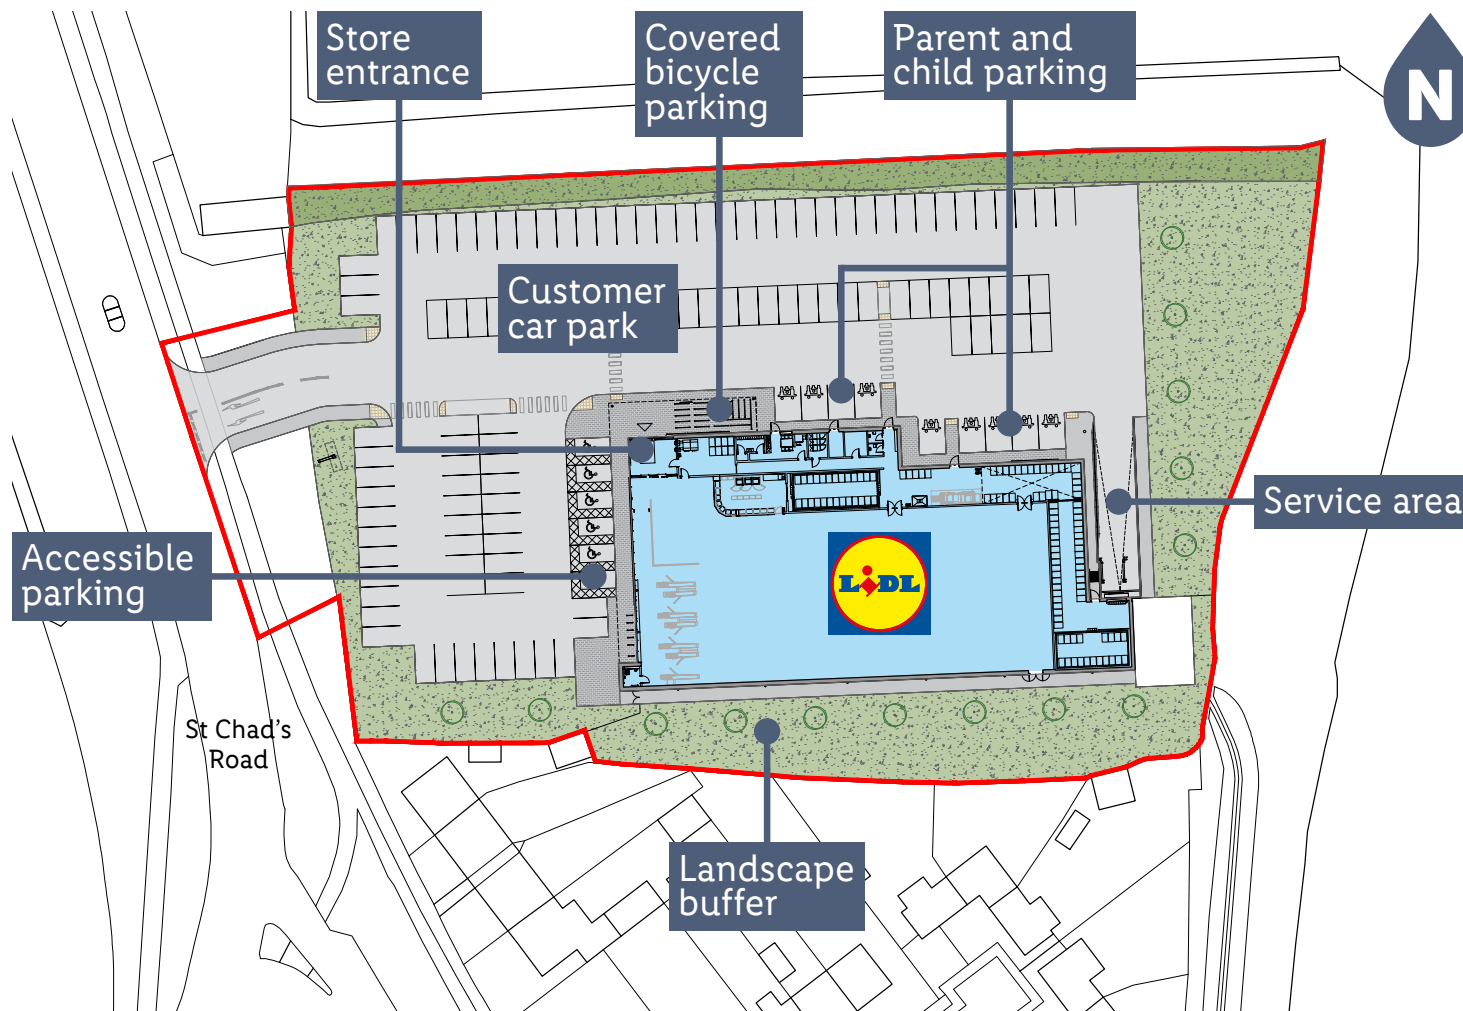 Store
entrance
Covered
bicycle
parking
Parent and
child parking
N
Customer
car park
Service area
Accessible
parking
LIDL
St Chad's
Road
Landscape
buffer